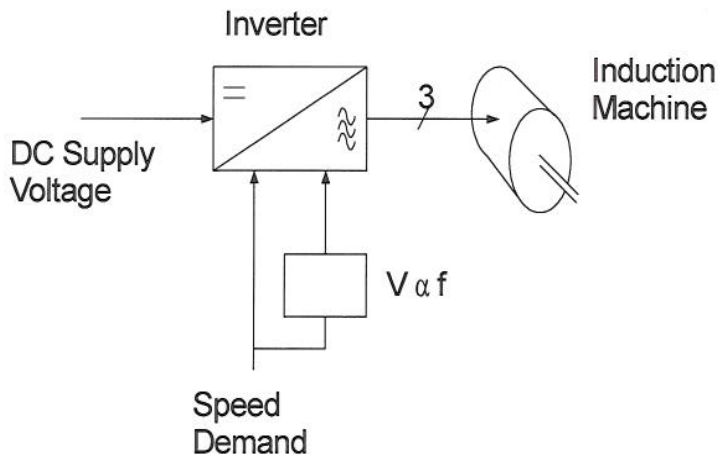 Inverter
3
Induction
Machine
DC Supply
Voltage
V α f
Speed
Demand